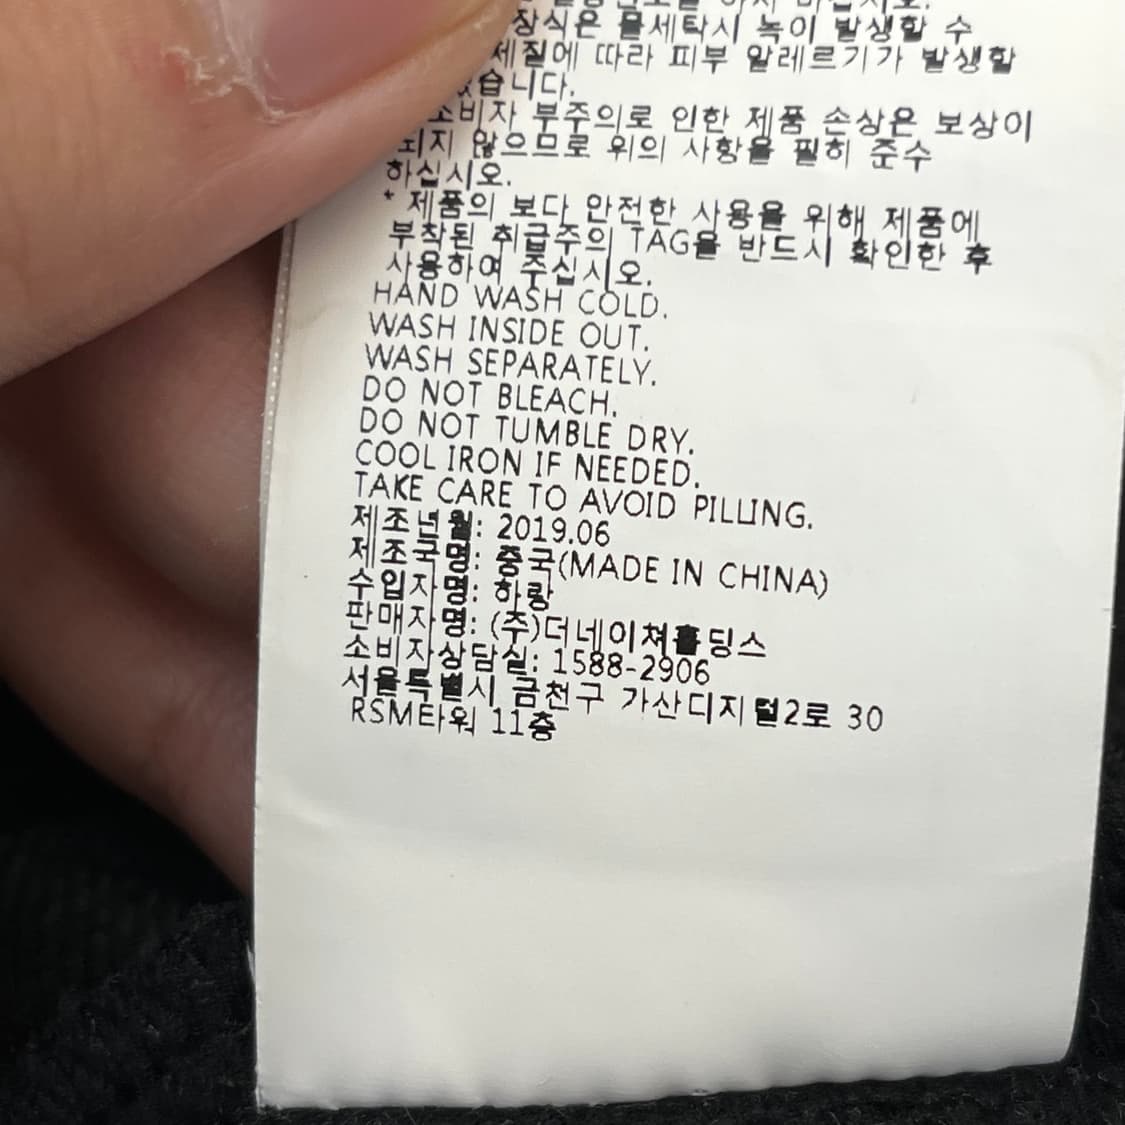 장식은 물세탁시 녹이 발생할 수
체질에 따라 피부 알레르기가 발생할
습니다.
소비자 부주의로 인한 제품 손상은 보상이
되지 않으므로 위의 사항을 필히 준수
하십시오.
* 제품의 보다 안전한 사용을 위해 제품에
부착된 취급주의 TAG을 반드시 확인한 후
사용하여 주십시오.
HAND WASH COLD.
WASH INSIDE OUT.
WASH SEPARATELY.
DO NOT BLEACH.
DO NOT TUMBLE DRY.
COOL IRON IF NEEDED.
TAKE CARE TO AVOID PILLING.
제조년월: 2019.06
제조국명: 중국(MADE IN CHINA)
수입자명: 하랑
판매자명: (주)더네이쳐홀딩스
소비자상담실: 1588-2906
서울특별시 금천구 가산디지털2로 30
RSM타워 11층